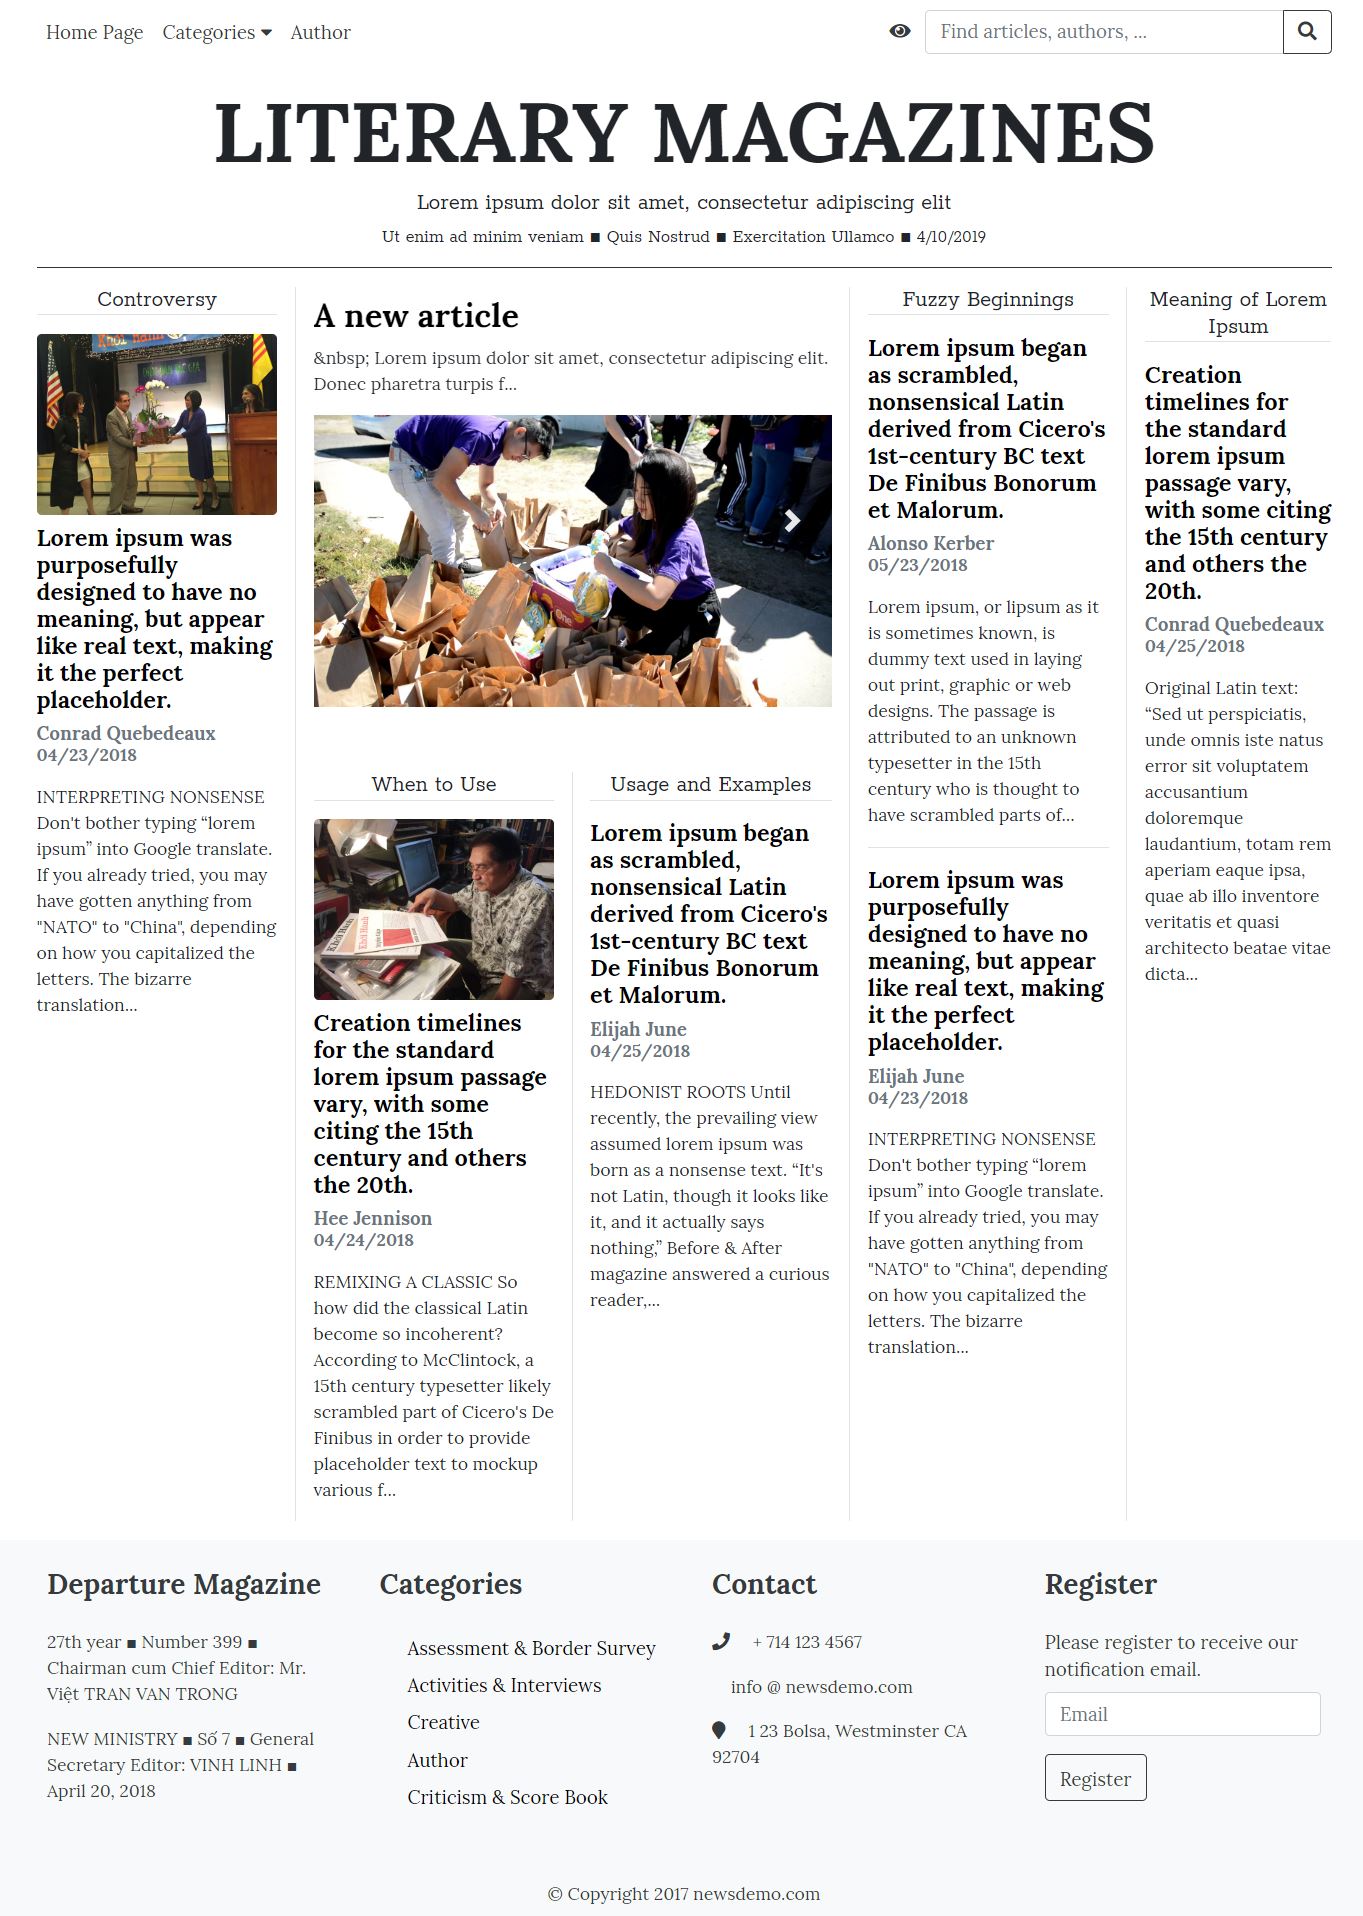 Home Page Categories Author
Find articles, authors, ...
LITERARY MAGAZINES
Lorem ipsum dolor sit amet, consectetur adipiscing elit
Ut enim ad minim veniam ■ Quis Nostrud ■ Exercitation Ullamco ■ 4/10/2019
Controversy
Lorem ipsum was
purposefully
designed to have no
meaning, but appear
like real text, making
it the perfect
placeholder.
Conrad Quebedeaux
04/23/2018
INTERPRETING NONSENSE
Don't bother typing “lorem
ipsum” into Google translate.
If you already tried, you may
have gotten anything from
"NATO" to "China", depending
on how you capitalized the
letters. The bizarre
translation...
A new article
&nbsp; Lorem ipsum dolor sit amet, consectetur adipiscing elit.
Donec pharetra turpis f...
When to Use
Khởi Hành
Creation timelines
for the standard
lorem ipsum passage
vary, with some
citing the 15th
century and others
the 20th.
Hee Jennison
04/24/2018
REMIXING A CLASSIC So
how did the classical Latin
become so incoherent?
According to McClintock, a
15th century typesetter likely
scrambled part of Cicero's De
Finibus in order to provide
placeholder text to mockup
various f...
Usage and Examples
Lorem ipsum began
as scrambled,
nonsensical Latin
derived from Cicero's
1st-century BC text
De Finibus Bonorum
et Malorum.
Elijah June
04/25/2018
HEDONIST ROOTS Until
recently, the prevailing view
assumed lorem ipsum was
born as a nonsense text. “It's
not Latin, though it looks like
it, and it actually says
nothing,” Before & After
magazine answered a curious
reader,...
Fuzzy Beginnings
Lorem ipsum began
as scrambled,
nonsensical Latin
derived from Cicero's
1st-century BC text
De Finibus Bonorum
et Malorum.
Alonso Kerber
05/23/2018
Lorem ipsum, or lipsum as it
is sometimes known, is
dummy text used in laying
out print, graphic or web
designs. The passage is
attributed to an unknown
typesetter in the 15th
century who is thought to
have scrambled parts of...
Lorem ipsum was
purposefully
designed to have no
meaning, but appear
like real text, making
it the perfect
placeholder.
Elijah June
04/23/2018
INTERPRETING NONSENSE
Don't bother typing “lorem
ipsum” into Google translate.
If you already tried, you may
have gotten anything from
"NATO" to "China", depending
on how you capitalized the
letters. The bizarre
translation...
Meaning of Lorem
Ipsum
Creation
timelines for
the standard
lorem ipsum
passage vary,
with some citing
the 15th century
and others the
20th.
Conrad Quebedeaux
04/25/2018
Original Latin text:
“Sed ut perspiciatis,
unde omnis iste natus
error sit voluptatem
accusantium
doloremque
laudantium, totam rem
aperiam eaque ipsa,
quae ab illo inventore
veritatis et quasi
architecto beatae vitae
dicta...
Departure Magazine
27th year ■ Number 399 ■
Chairman cum Chief Editor: Mr.
Việt TRAN VAN TRONG
NEW MINISTRY ■ Số 7 ■ General
Secretary Editor: VINH LINH ■
April 20, 2018
Categories
Assessment & Border Survey
Activities & Interviews
Creative
Author
Criticism & Score Book
Contact
+ 714 123 4567
info @ newsdemo.com
1 23 Bolsa, Westminster CA
92704
Register
Please register to receive our
notification email.
Email
Register
© Copyright 2017 newsdemo.com